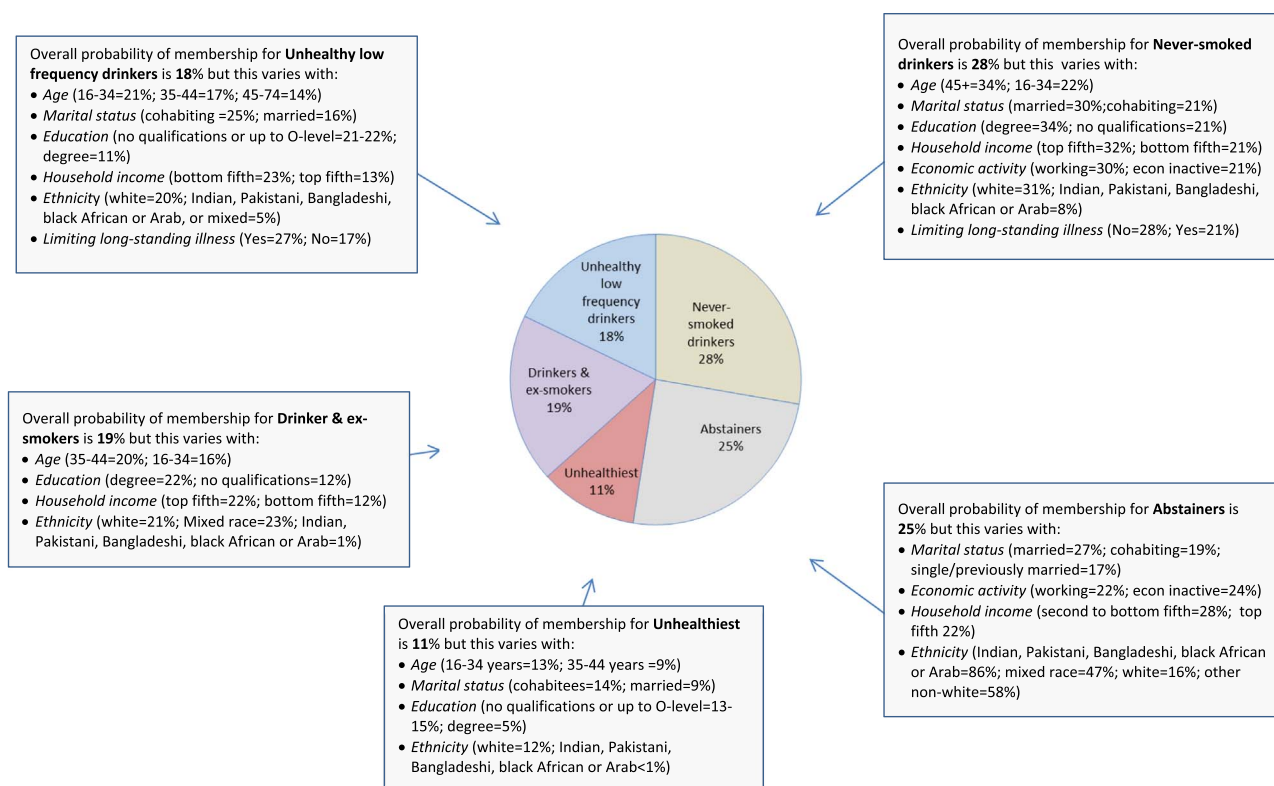 Overall probability of membership for Unhealthy low
frequency drinkers is 18% but this varies with:
• Age (16-34=21%; 35-44=17%; 45-74=14%)
• Marital status (cohabiting =25%; married=16%)
• Education (no qualifications or up to O-level=21-22%;
degree=11%)
• Household income (bottom fifth=23%; top fifth=13%)
• Ethnicity (white=20%; Indian, Pakistani, Bangladeshi,
black African or Arab, or mixed=5%)
• Limiting long-standing illness (Yes=27%; No=17%)
Overall probability of membership for Never-smoked
drinkers is 28% but this varies with:
• Age (45+=34%; 16-34=22%)
• Marital status (married=30%;cohabiting=21%)
• Education (degree=34%; no qualifications=21%)
• Household income (top fifth=32%; bottom fifth=21%)
• Economic activity (working=30%; econ inactive=21%)
• Ethnicity (white=31%; Indian, Pakistani, Bangladeshi,
black African or Arab=8%)
• Limiting long-standing illness (No=28%; Yes=21%)
Unhealthy
low
frequency
drinkers
18%
Never-
smoked
drinkers
28%
Drinkers &
ex-smokers
19%
Abstainers
25%
Unhealthiest
11%
Overall probability of membership for Drinker & ex-
smokers is 19% but this varies with:
• Age (35-44=20%; 16-34=16%)
• Education (degree=22%; no qualifications=12%)
• Household income (top fifth=22%; bottom fifth=12%)
• Ethnicity (white=21%; Mixed race=23%; Indian,
Pakistani, Bangladeshi, black African or Arab=1%)
Overall probability of membership for Abstainers is
25% but this varies with:
• Marital status (married=27%; cohabiting=19%;
single/previously married=17%)
• Economic activity (working=22%; econ inactive=24%)
• Household income (second to bottom fifth=28%; top
fifth 22%)
• Ethnicity (Indian, Pakistani, Bangladeshi, black African
or Arab=86%; mixed race=47%; white=16%; other
non-white=58%)
Overall probability of membership for Unhealthiest
is 11% but this varies with:
• Age (16-34 years=13%; 35-44 years =9%)
• Marital status (cohabitees=14%; married=9%)
• Education (no qualifications or up to O-level=13-
15%; degree=5%)
• Ethnicity (white=12%; Indian, Pakistani,
Bangladeshi, black African or Arab<1%)